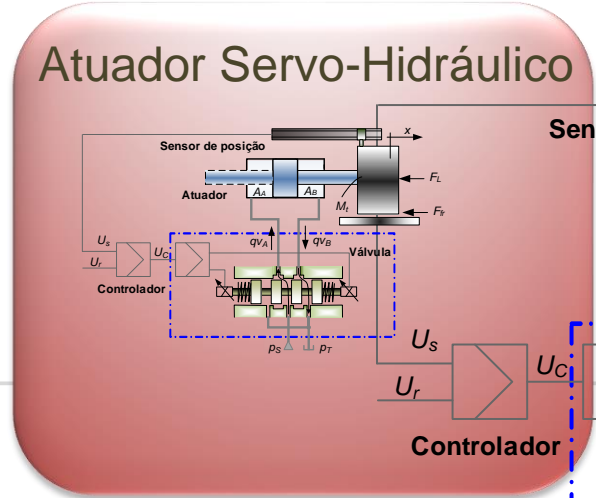 Atuador Servo-Hidráulico
x
Sensor de posição
Sen
Atuador
A_A
A_B
M_t
F_L
F_fr
qv_A
qv_B
Válvula
U_s
U_r
U_C
Controlador
p_S
p_T
U_s
U_r
U_C
Controlador